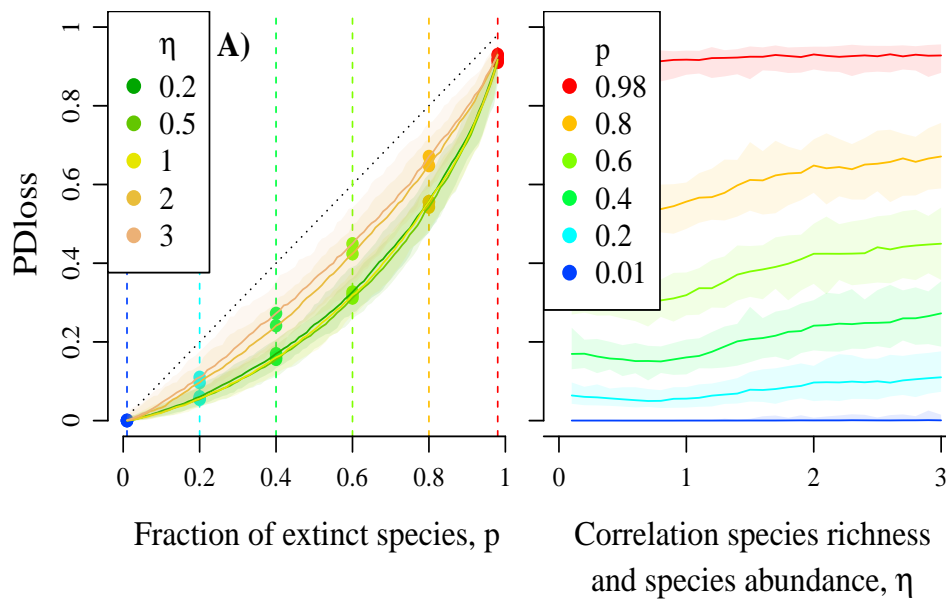 A)
η
0.2
0.5
1
2
3
p
0.98
0.8
0.6
0.4
0.2
0.01
PDloss
0 0.2 0.4 0.6 0.8 1
0 0.2 0.4 0.6 0.8 1
0 1 2 3
Fraction of extinct species, p
Correlation species richness
and species abundance, η